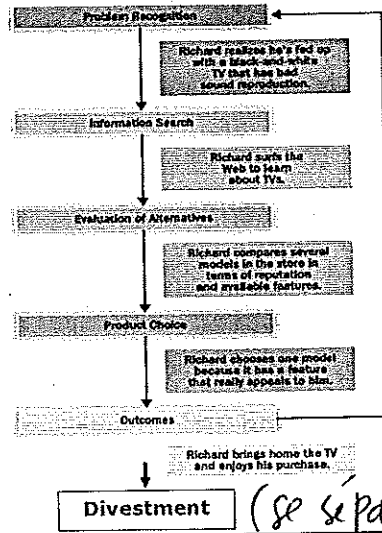 Problem Recognition
Richard realizes he's fed up
with a black-and-white
TV that has bad
sound reproduction.
Information Search
Richard surfs the
Web to learn
about TVs.
Evaluation of Alternatives
Richard compares several
models in the store in
terms of reputation
and available features.
Product Choice
Richard chooses one model
because it has a feature
that really appeals to him.
Outcomes
Richard brings home the TV
and enjoys his purchase.
Divestment (se sépa